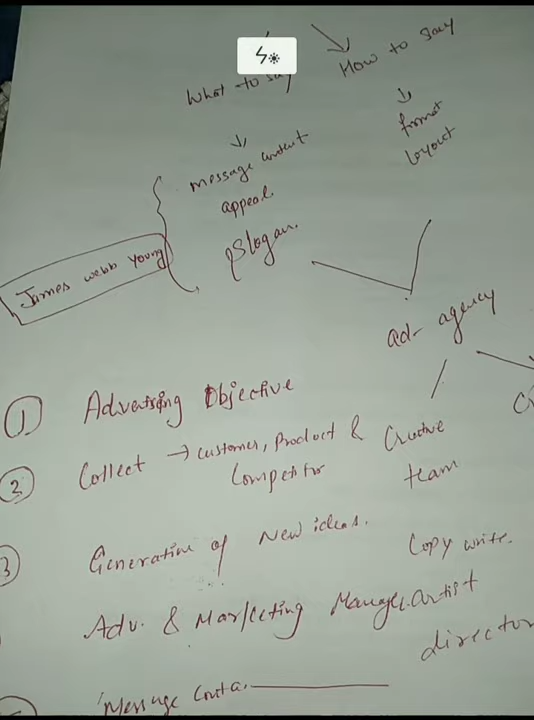 What to say
How to say
message content
appeal
Slogan.
format
layout
James webb Young
ad- agency
① Advertising Objective
② Collect → customer, Product &
Competitor
Creative
team
③ Generation of New ideas.
Copy write.
Adv. & Marketing Manager.
artist
director
Message